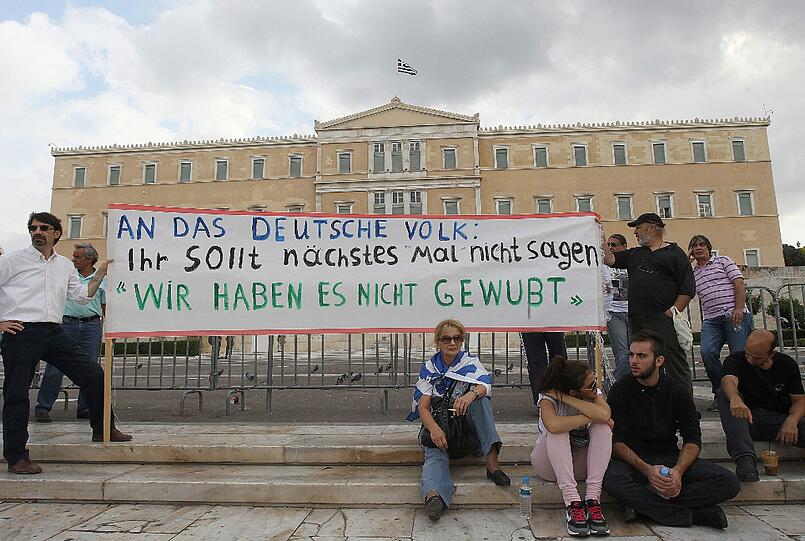 AN DAS DEUTSCHE VOLK:
Ihr SOllt nächstes Mal nicht sagen
“WIR HABEN ES NICHT GEWUBT”